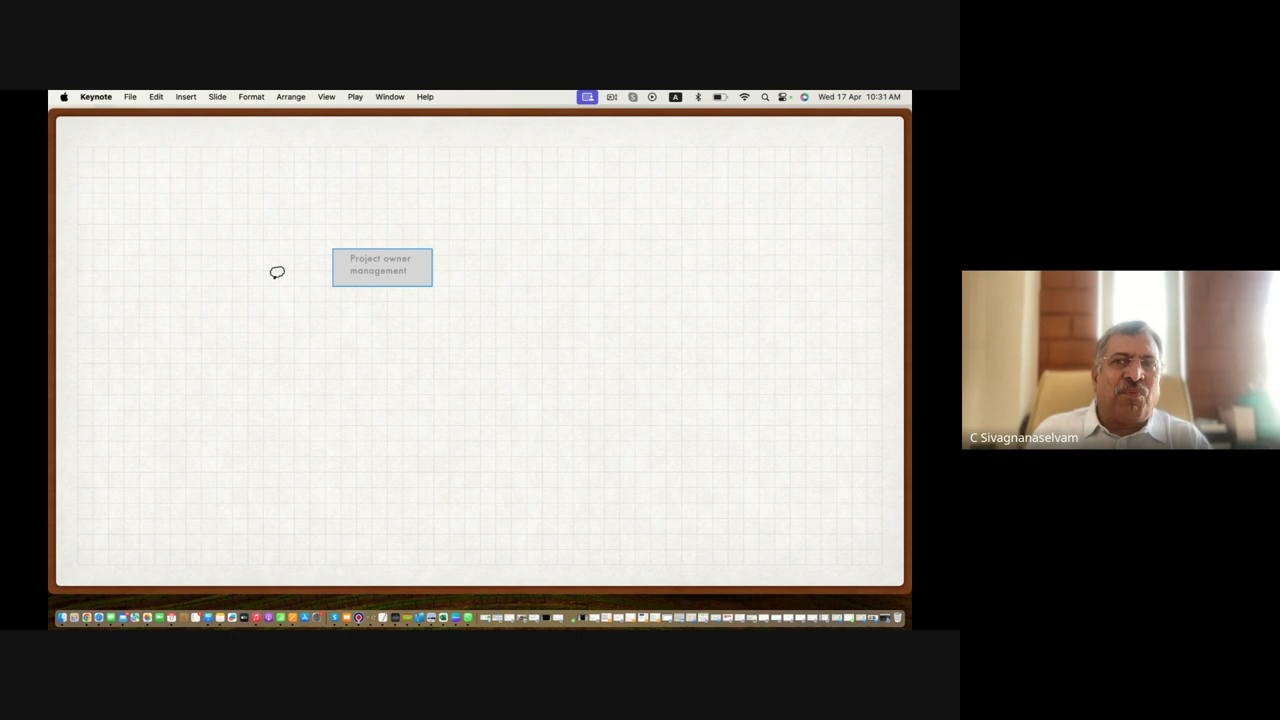 Keynote File Edit Insert Slide Format Arrange View Play Window Help A Wed 17 Apr 10:31 AM
Project owner
management
C Sivagnanaselvam